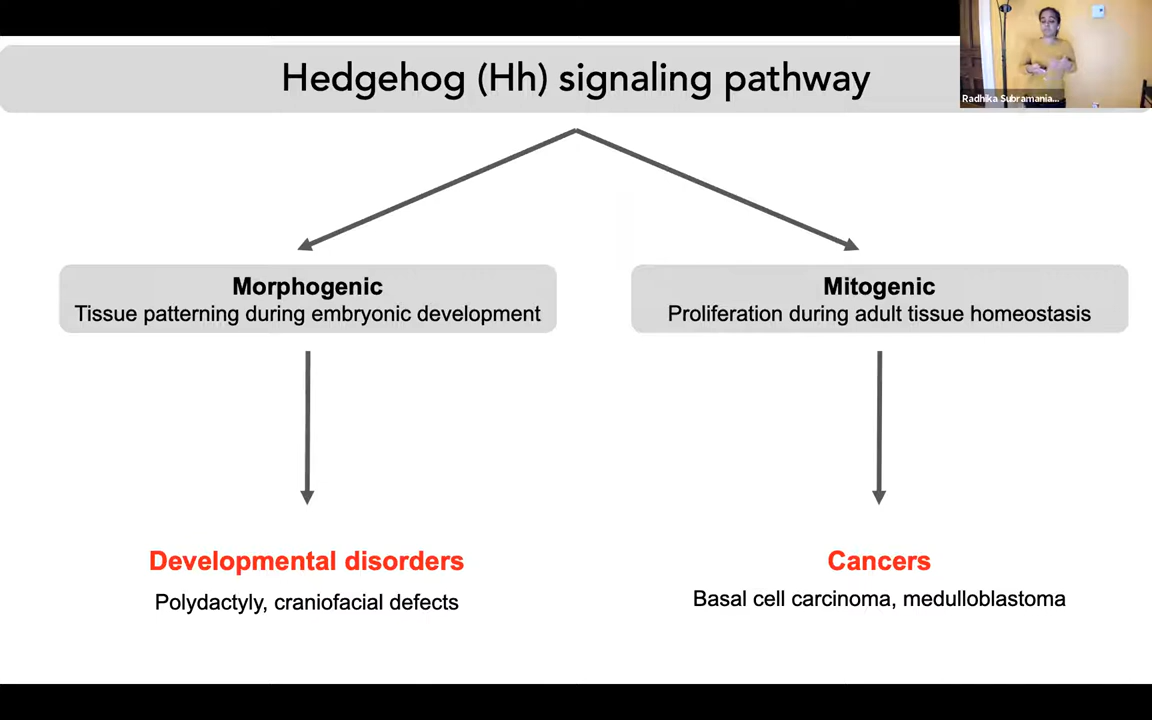 Hedgehog (Hh) signaling pathway
Radhika Subramania...
Morphogenic
Tissue patterning during embryonic development
Mitogenic
Proliferation during adult tissue homeostasis
Developmental disorders
Polydactyly, craniofacial defects
Cancers
Basal cell carcinoma, medulloblastoma